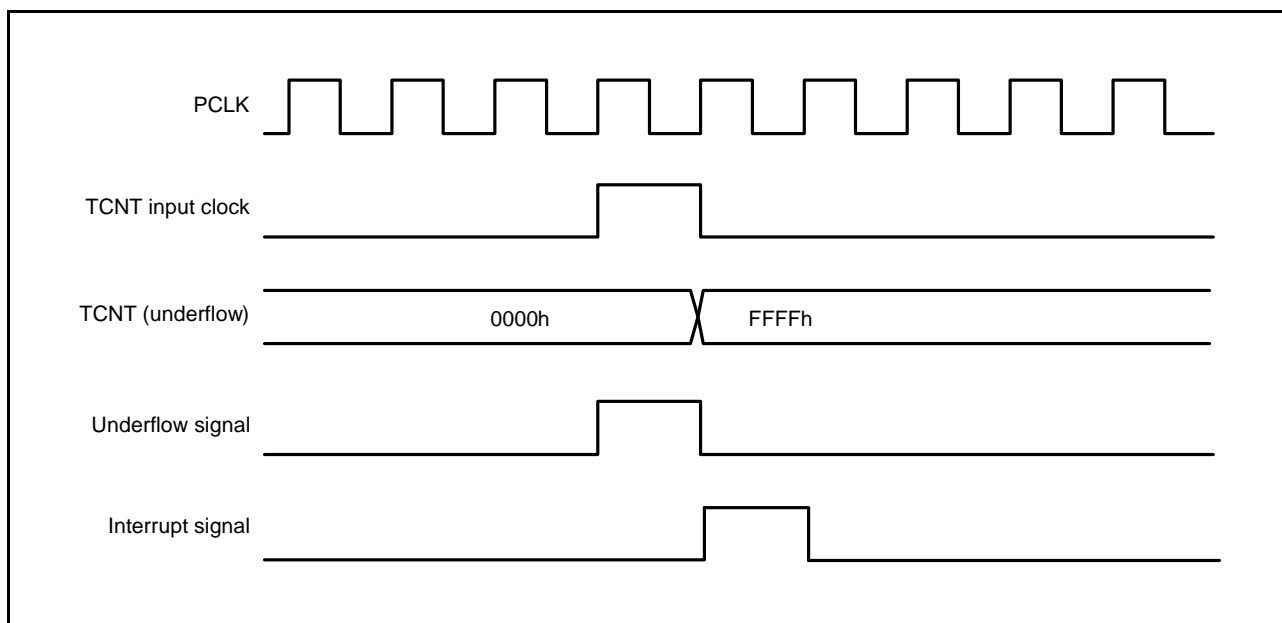 PCLK
TCNT input clock
TCNT (underflow)
0000h
FFFFh
Underflow signal
Interrupt signal